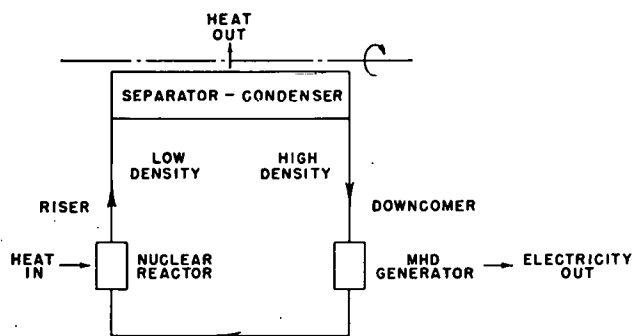 HEAT
OUT
SEPARATOR – CONDENSER
LOW
DENSITY
HIGH
DENSITY
RISER
DOWNCOMER
HEAT
IN
NUCLEAR
REACTOR
MHD
GENERATOR
ELECTRICITY
OUT